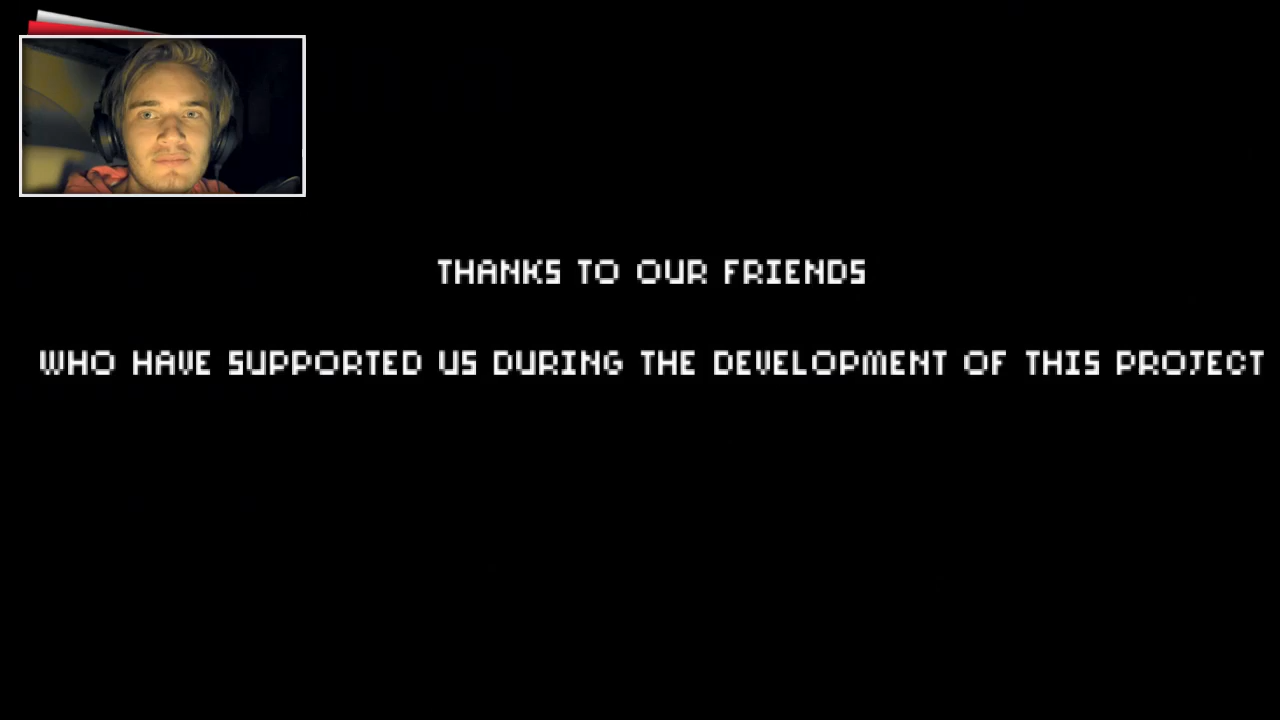 THANKS TO OUR FRIENDS
WHO HAVE SUPPORTED US DURING THE DEVELOPMENT OF THIS PROJECT